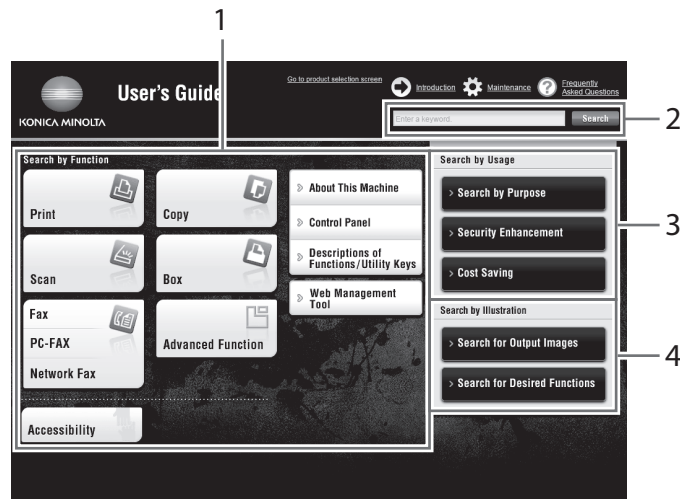 1
Go to product selection screen
Introduction
Maintenance
Frequently
Asked Questions
User's Guide
KONICA MINOLTA
Enter a keyword.
Search
2
Search by Function
Print
Copy
Scan
Box
Fax
PC-FAX
Network Fax
Advanced Function
Accessibility
» About This Machine
» Control Panel
» Descriptions of
Functions/Utility Keys
» Web Management
Tool
Search by Usage
> Search by Purpose
> Security Enhancement
> Cost Saving
3
Search by Illustration
> Search for Output Images
> Search for Desired Functions
4